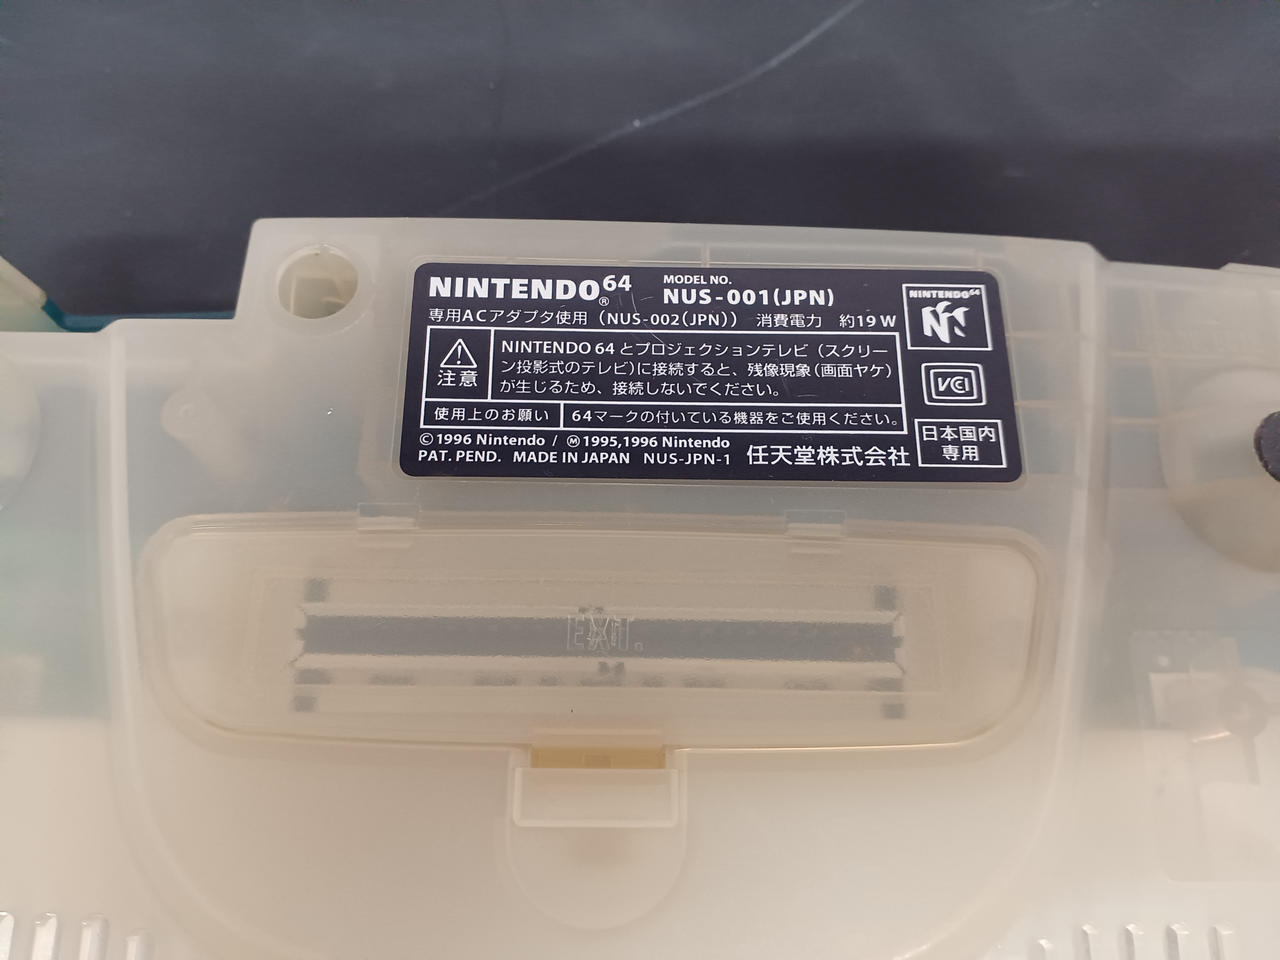 NINTENDO64®
MODEL NO.
NUS-001(JPN)
専用ACアダプタ使用（NUS-002(JPN)） 消費電力 約19W
注意
NINTENDO 64とプロジェクションテレビ（スクリー
ン投影式のテレビ）に接続すると、残像現象（画面ヤケ）
が生じるため、接続しないでください。
使用上のお願い
64マークの付いている機器をご使用ください。
©1996 Nintendo / Ⓜ1995,1996 Nintendo
PAT. PEND. MADE IN JAPAN NUS-JPN-1 任天堂株式会社
NINTENDO64
VCI
日本国内
専用
EXT.